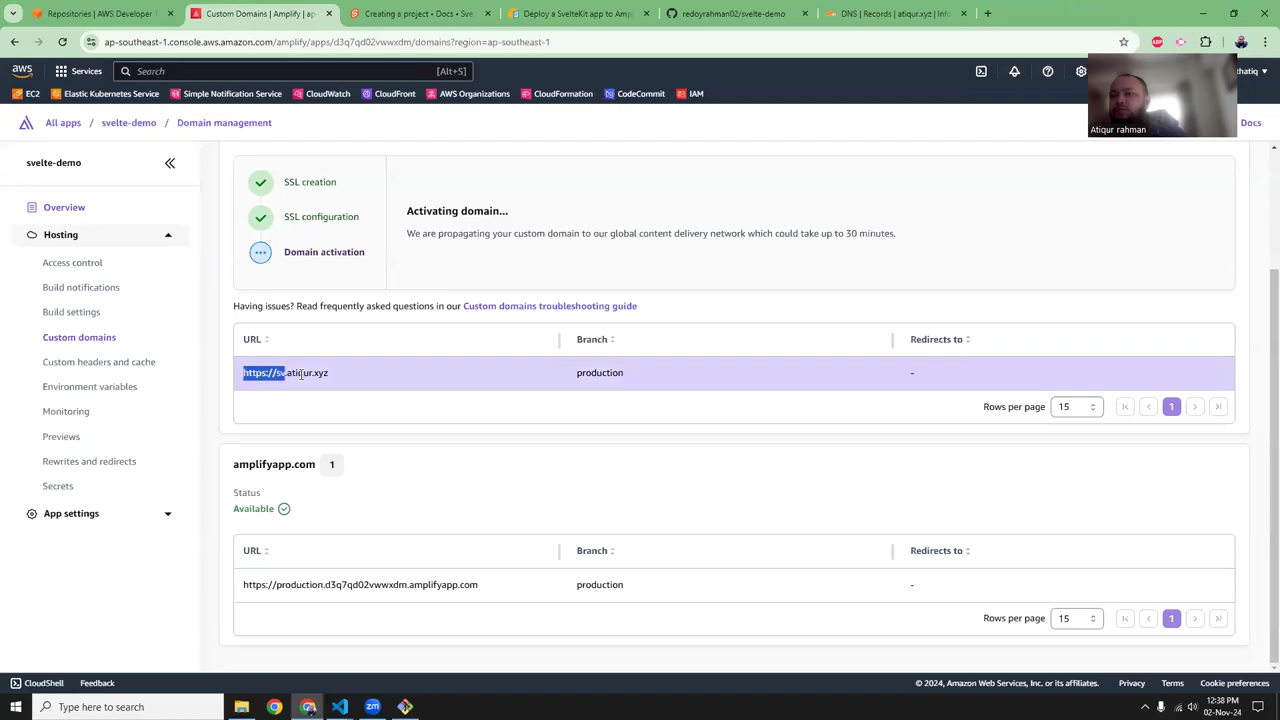 Repositories | AWS Developer T
Custom Domains | Amplify | ap-
Creating a project • Docs • Sve
Deploy a SvelteKit app to Amp
redoyrahman02/svelte-demo
DNS | Records | atiqur.xyz | Info
ap-southeast-1.console.aws.amazon.com/amplify/apps/d3q7qd02vwwxdm/domains?region=ap-southeast-1
aws
Services
Search
[Alt+S]
thatiq
EC2
Elastic Kubernetes Service
Simple Notification Service
CloudWatch
CloudFront
AWS Organizations
CloudFormation
CodeCommit
IAM
Atiqur rahman
All apps / svelte-demo / Domain management
Docs
svelte-demo
Overview
Hosting
Access control
Build notifications
Build settings
Custom domains
Custom headers and cache
Environment variables
Monitoring
Previews
Rewrites and redirects
Secrets
App settings
SSL creation
SSL configuration
Domain activation
Activating domain...
We are propagating your custom domain to our global content delivery network which could take up to 30 minutes.
Having issues? Read frequently asked questions in our Custom domains troubleshooting guide
URL
Branch
Redirects to
https://sv.atiqur.xyz
production
-
Rows per page
15
1
amplifyapp.com
1
Status
Available
URL
Branch
Redirects to
https://production.d3q7qd02vwwxdm.amplifyapp.com
production
-
Rows per page
15
1
CloudShell
Feedback
© 2024, Amazon Web Services, Inc. or its affiliates.
Privacy
Terms
Cookie preferences
Type here to search
12:38 PM
02-Nov-24